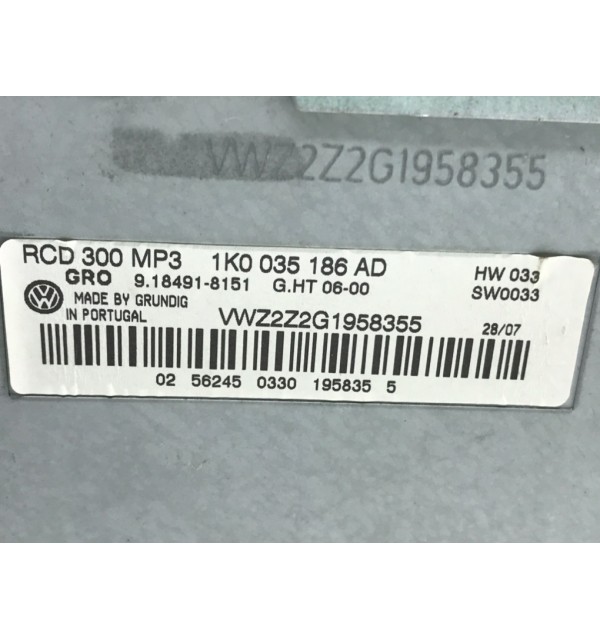 VWZ2Z2G1958355
RCD 300 MP3 1K0 035 186 AD
HW 033
GRO 9.18491-8151 G.HT 06-00
SW0033
MADE BY GRUNDIG
IN PORTUGAL
VWZ2Z2G1958355
28/07
02 56245 0330 195835 5